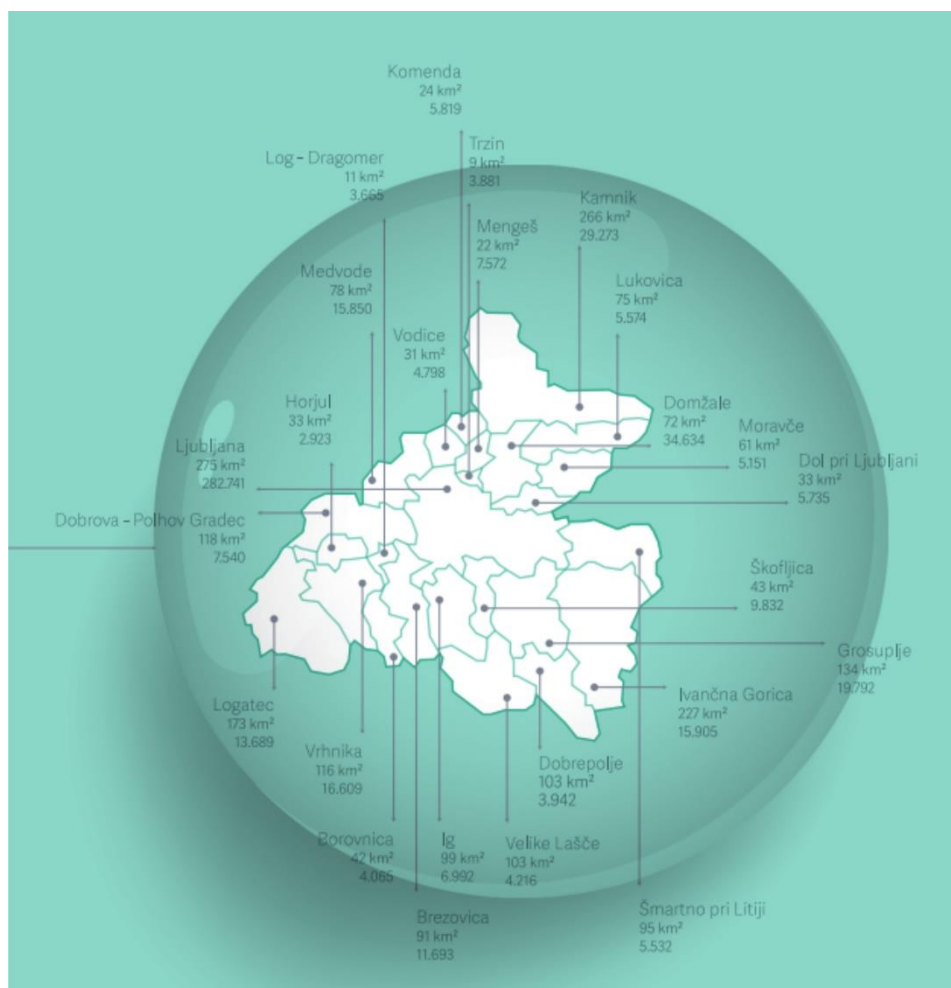 Komenda
24 km²
5.819
Trzin
9 km²
3.881
Log – Dragomer
11 km²
3.665
Kamnik
266 km²
29.273
Mengeš
22 km²
7.572
Medvode
78 km²
15.850
Lukovica
75 km²
5.574
Vodice
31 km²
4.798
Horjul
33 km²
2.923
Domžale
72 km²
34.634
Moravče
61 km²
5.151
Ljubljana
275 km²
282.741
Dol pri Ljubljani
33 km²
5.735
Dobrova – Polhov Gradec
118 km²
7.540
Škofljica
43 km²
9.832
Grosuplje
134 km²
19.792
Ivančna Gorica
227 km²
15.905
Logatec
173 km²
13.689
Vrhnika
116 km²
16.609
Dobrepolje
103 km²
3.942
Borovnica
42 km²
4.065
Ig
99 km²
6.992
Velike Lašče
103 km²
4.216
Brezovica
91 km²
11.693
Šmartno pri Litiji
95 km²
5.532